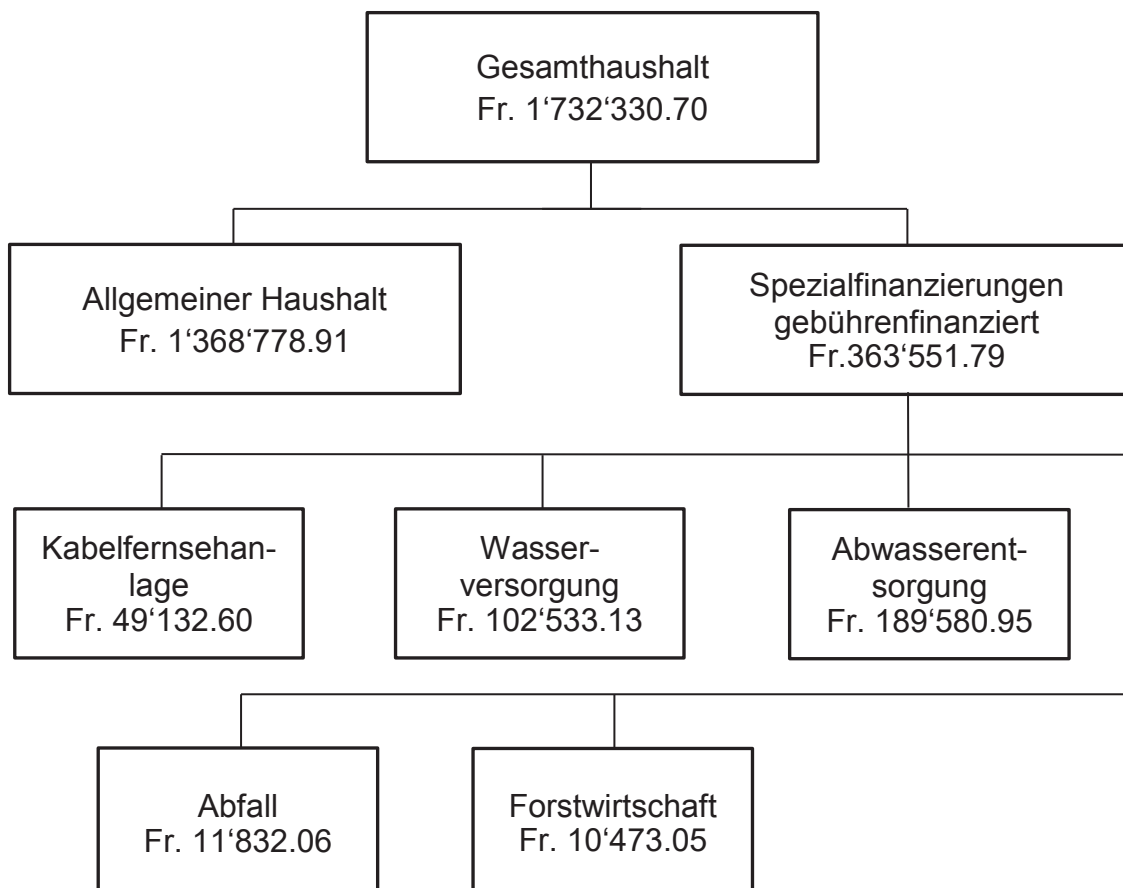 Gesamthaushalt
Fr. 1‘732‘330.70
Allgemeiner Haushalt
Fr. 1‘368‘778.91
Spezialfinanzierungen
gebührenfinanziert
Fr.363‘551.79
Kabelfernsehan-
lage
Fr. 49‘132.60
Wasser-
versorgung
Fr. 102‘533.13
Abwasserent-
sorgung
Fr. 189‘580.95
Abfall
Fr. 11‘832.06
Forstwirtschaft
Fr. 10‘473.05